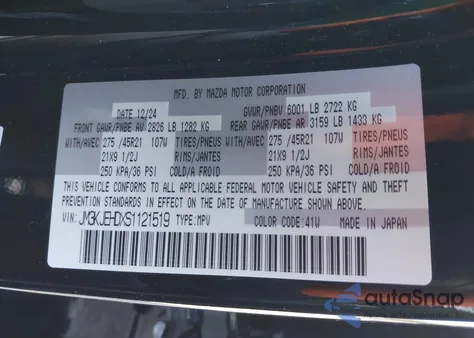 MFD. BY MAZDA MOTOR CORPORATION
DATE 12/24 GVWR/PNBV 6001 LB 2722 KG
FRONT GAWR/PNBE AV 2826 LB 1282 KG REAR GAWR/PNBE AR 3159 LB 1433 KG
WITH/AVEC 275 /45R21 107W TIRES/PNEUS WITH/AVEC 275 /45R21 107W TIRES/PNEUS
21X9 1/2J RIMS/JANTES 21X9 1/2J RIMS/JANTES
250 KPA/36 PSI COLD/A FROID 250 KPA/36 PSI COLD/A FROID
THIS VEHICLE CONFORMS TO ALL APPLICABLE FEDERAL MOTOR VEHICLE SAFETY AND THEFT
PREVENTION STANDARDS IN EFFECT ON THE DATE OF MANUFACTURE SHOWN ABOVE.
VIN: JM3KJEHDXS1121519 TYPE: MPV COLOR CODE: 41W MADE IN JAPAN
autoSnap